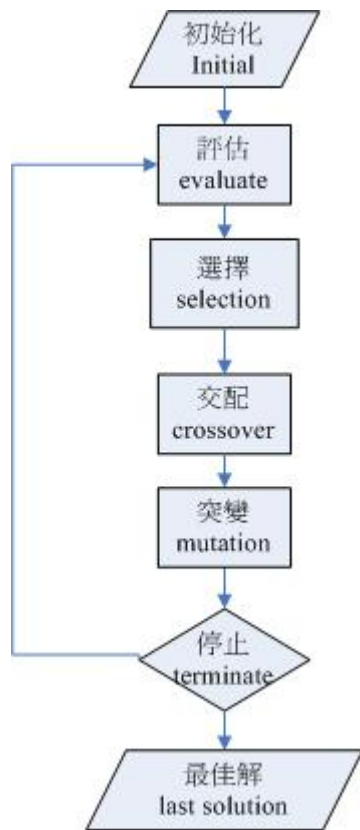 初始化
Initial
評估
evaluate
選擇
selection
交配
crossover
突變
mutation
停止
terminate
最佳解
last solution